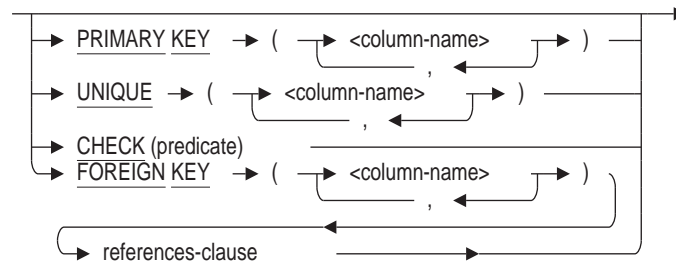 PRIMARY KEY ( <column-name> )
,
UNIQUE ( <column-name> )
,
CHECK (predicate)
FOREIGN KEY ( <column-name> )
,
references-clause